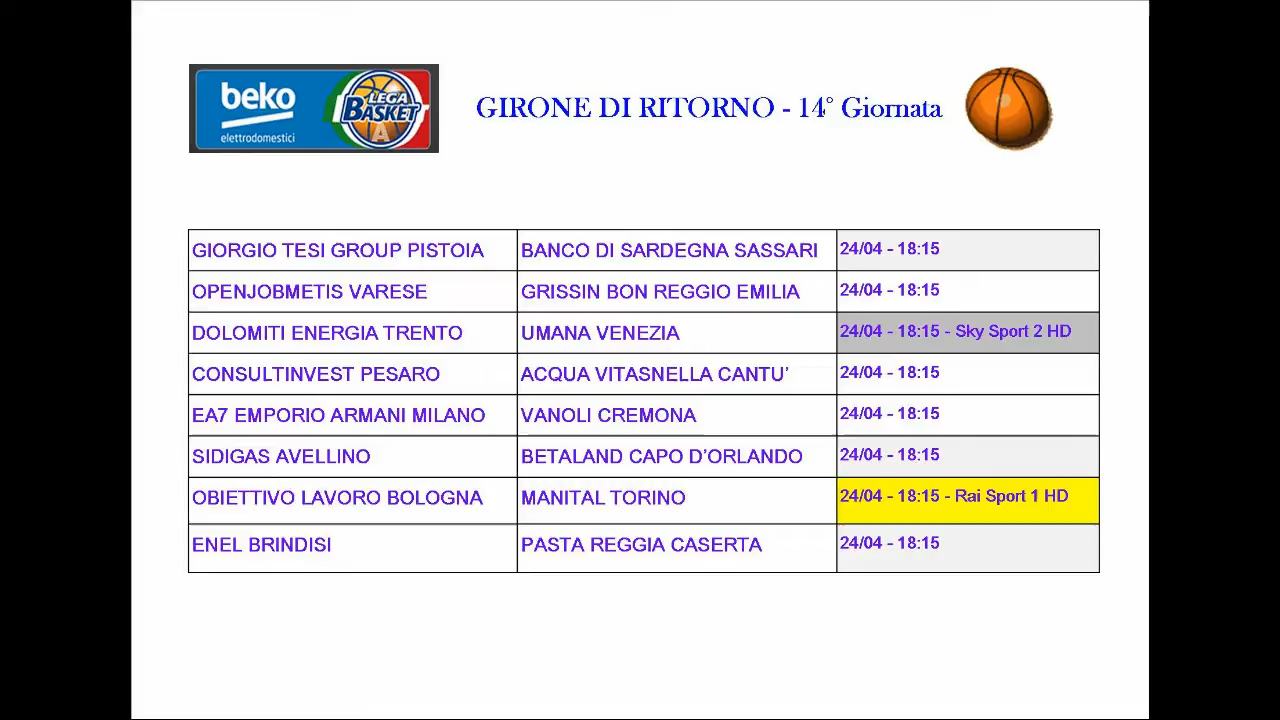 beko
elettrodomestici
LEGA
BASKET
A
GIRONE DI RITORNO - 14° Giornata
GIORGIO TESI GROUP PISTOIA BANCO DI SARDEGNA SASSARI 24/04 - 18:15
OPENJOBMETIS VARESE GRISSIN BON REGGIO EMILIA 24/04 - 18:15
DOLOMITI ENERGIA TRENTO UMANA VENEZIA 24/04 - 18:15 - Sky Sport 2 HD
CONSULTINVEST PESARO ACQUA VITASNELLA CANTU’ 24/04 - 18:15
EA7 EMPORIO ARMANI MILANO VANOLI CREMONA 24/04 - 18:15
SIDIGAS AVELLINO BETALAND CAPO D’ORLANDO 24/04 - 18:15
OBIETTIVO LAVORO BOLOGNA MANITAL TORINO 24/04 - 18:15 - Rai Sport 1 HD
ENEL BRINDISI PASTA REGGIA CASERTA 24/04 - 18:15